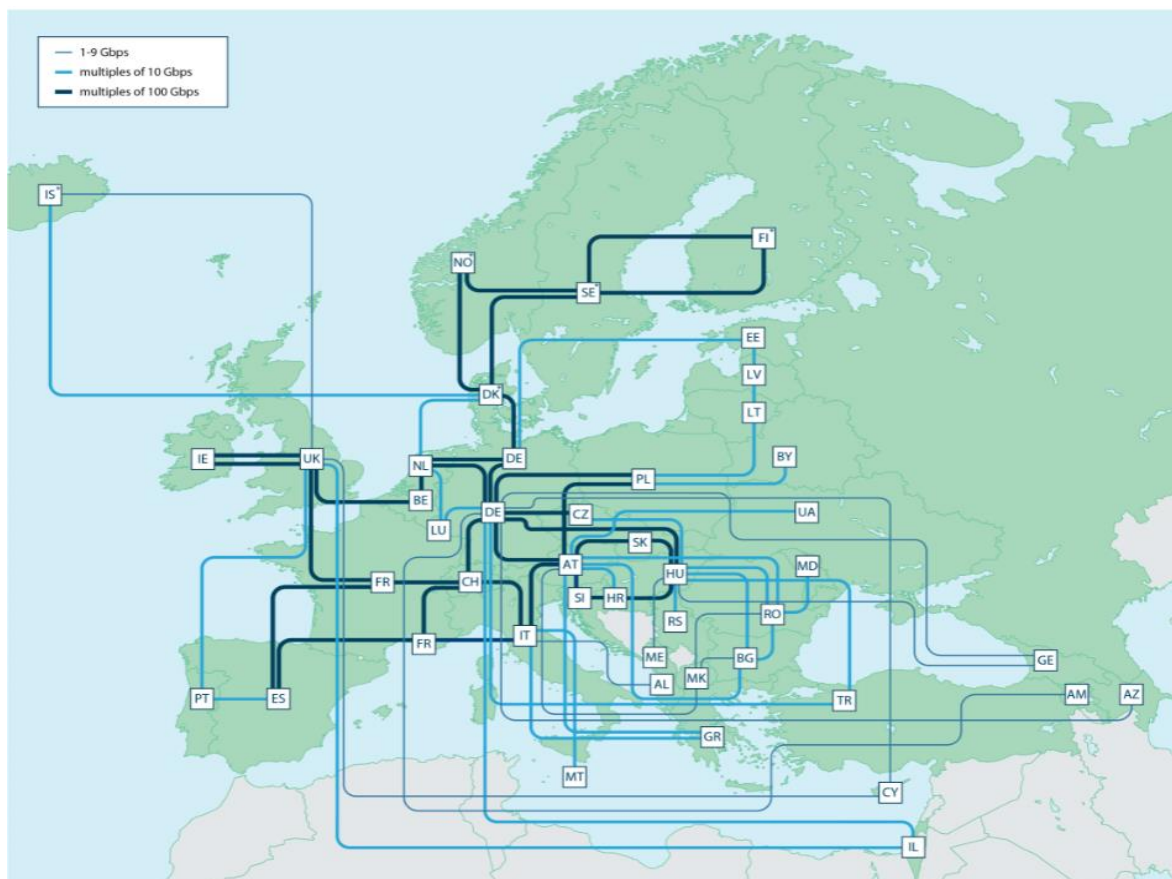 1-9 Gbps
multiples of 10 Gbps
multiples of 100 Gbps
IS*
NO*
FI*
SE*
EE
LV
DK*
LT
IE
UK
NL
DE
BY
PL
BE
LU
DE
CZ
UA
SK
AT
HU
MD
FR
CH
SI
HR
RO
RS
FR
IT
ME
BG
GE
AL
MK
PT
ES
TR
AM
AZ
GR
MT
CY
IL